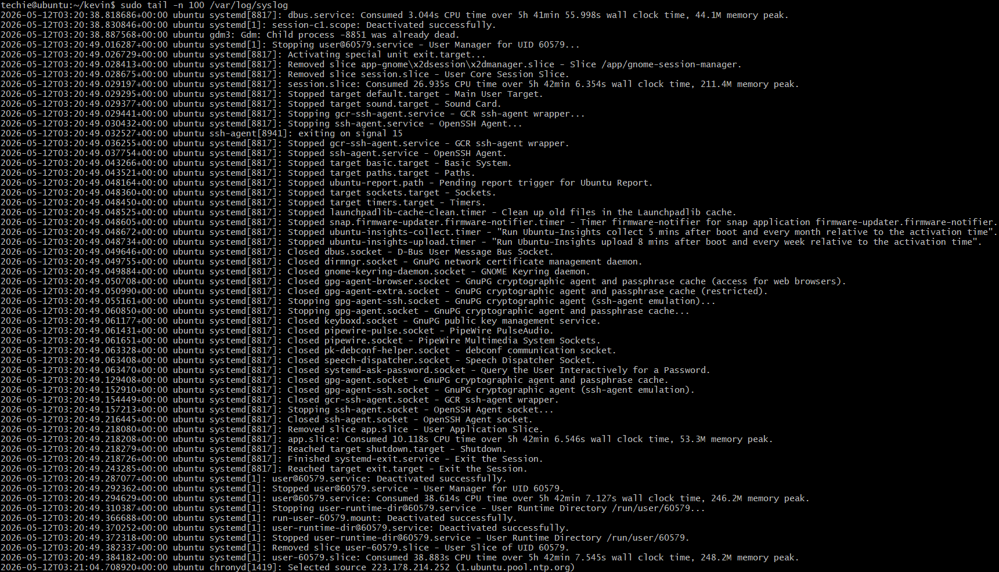 techie@ubuntu:~/kevin$ sudo tail -n 100 /var/log/syslog
2026-05-12T03:20:38.818686+00:00 ubuntu systemd[8817]: dbus.service: Consumed 3.044s CPU time over 5h 41min 55.998s wall clock time, 44.1M memory peak.
2026-05-12T03:20:38.830846+00:00 ubuntu systemd[1]: session-c1.scope: Deactivated successfully.
2026-05-12T03:20:38.887568+00:00 ubuntu gdm3: Gdm: Child process -8851 was already dead.
2026-05-12T03:20:49.016287+00:00 ubuntu systemd[1]: Stopping user@60579.service - User Manager for UID 60579...
2026-05-12T03:20:49.026729+00:00 ubuntu systemd[8817]: Activating special unit exit.target...
2026-05-12T03:20:49.028413+00:00 ubuntu systemd[8817]: Removed slice app-gnome\x2dsession\x2dmanager.slice - Slice /app/gnome-session-manager.
2026-05-12T03:20:49.028675+00:00 ubuntu systemd[8817]: Removed slice session.slice - User Core Session Slice.
2026-05-12T03:20:49.029197+00:00 ubuntu systemd[8817]: session.slice: Consumed 26.935s CPU time over 5h 42min 6.354s wall clock time, 211.4M memory peak.
2026-05-12T03:20:49.029295+00:00 ubuntu systemd[8817]: Stopped target default.target - Main User Target.
2026-05-12T03:20:49.029377+00:00 ubuntu systemd[8817]: Stopped target sound.target - Sound Card.
2026-05-12T03:20:49.029441+00:00 ubuntu systemd[8817]: Stopping gcr-ssh-agent.service - GCR ssh-agent wrapper...
2026-05-12T03:20:49.030432+00:00 ubuntu systemd[8817]: Stopping ssh-agent.service - OpenSSH Agent...
2026-05-12T03:20:49.032527+00:00 ubuntu ssh-agent[8941]: exiting on signal 15
2026-05-12T03:20:49.036255+00:00 ubuntu systemd[8817]: Stopped gcr-ssh-agent.service - GCR ssh-agent wrapper.
2026-05-12T03:20:49.037754+00:00 ubuntu systemd[8817]: Stopped ssh-agent.service - OpenSSH Agent.
2026-05-12T03:20:49.043266+00:00 ubuntu systemd[8817]: Stopped target basic.target - Basic System.
2026-05-12T03:20:49.043521+00:00 ubuntu systemd[8817]: Stopped target paths.target - Paths.
2026-05-12T03:20:49.048164+00:00 ubuntu systemd[8817]: Stopped ubuntu-report.path - Pending report trigger for Ubuntu Report.
2026-05-12T03:20:49.048360+00:00 ubuntu systemd[8817]: Stopped target sockets.target - Sockets.
2026-05-12T03:20:49.048450+00:00 ubuntu systemd[8817]: Stopped target timers.target - Timers.
2026-05-12T03:20:49.048525+00:00 ubuntu systemd[8817]: Stopped launchpadlib-cache-clean.timer - Clean up old files in the Launchpadlib cache.
2026-05-12T03:20:49.048605+00:00 ubuntu systemd[8817]: Stopped snap.firmware-updater.firmware-notifier.timer - Timer firmware-notifier for snap application firmware-updater.firmware-notifier.
2026-05-12T03:20:49.048672+00:00 ubuntu systemd[8817]: Stopped ubuntu-insights-collect.timer - "Run Ubuntu-Insights collect 5 mins after boot and every month relative to the activation time".
2026-05-12T03:20:49.048734+00:00 ubuntu systemd[8817]: Stopped ubuntu-insights-upload.timer - "Run Ubuntu-Insights upload 8 mins after boot and every week relative to the activation time".
2026-05-12T03:20:49.049646+00:00 ubuntu systemd[8817]: Closed dbus.socket - D-Bus User Message Bus Socket.
2026-05-12T03:20:49.049755+00:00 ubuntu systemd[8817]: Closed dirmngr.socket - GnuPG network certificate management daemon.
2026-05-12T03:20:49.049884+00:00 ubuntu systemd[8817]: Closed gnome-keyring-daemon.socket - GNOME Keyring daemon.
2026-05-12T03:20:49.050708+00:00 ubuntu systemd[8817]: Closed gpg-agent-browser.socket - GnuPG cryptographic agent and passphrase cache (access for web browsers).
2026-05-12T03:20:49.050990+00:00 ubuntu systemd[8817]: Closed gpg-agent-extra.socket - GnuPG cryptographic agent and passphrase cache (restricted).
2026-05-12T03:20:49.055161+00:00 ubuntu systemd[8817]: Stopping gpg-agent-ssh.socket - GnuPG cryptographic agent (ssh-agent emulation)...
2026-05-12T03:20:49.060850+00:00 ubuntu systemd[8817]: Stopping gpg-agent.socket - GnuPG cryptographic agent and passphrase cache...
2026-05-12T03:20:49.061177+00:00 ubuntu systemd[8817]: Closed keyboxd.socket - GnuPG public key management service.
2026-05-12T03:20:49.061431+00:00 ubuntu systemd[8817]: Closed pipewire-pulse.socket - PipeWire PulseAudio.
2026-05-12T03:20:49.061651+00:00 ubuntu systemd[8817]: Closed pipewire.socket - PipeWire Multimedia System Sockets.
2026-05-12T03:20:49.063328+00:00 ubuntu systemd[8817]: Closed pk-debconf-helper.socket - debconf communication socket.
2026-05-12T03:20:49.063408+00:00 ubuntu systemd[8817]: Closed speech-dispatcher.socket - Speech Dispatcher Socket.
2026-05-12T03:20:49.063470+00:00 ubuntu systemd[8817]: Closed systemd-ask-password.socket - Query the User Interactively for a Password.
2026-05-12T03:20:49.129408+00:00 ubuntu systemd[8817]: Closed gpg-agent.socket - GnuPG cryptographic agent and passphrase cache.
2026-05-12T03:20:49.152910+00:00 ubuntu systemd[8817]: Closed gpg-agent-ssh.socket - GnuPG cryptographic agent (ssh-agent emulation).
2026-05-12T03:20:49.154449+00:00 ubuntu systemd[8817]: Closed gcr-ssh-agent.socket - GCR ssh-agent wrapper.
2026-05-12T03:20:49.157213+00:00 ubuntu systemd[8817]: Stopping ssh-agent.socket - OpenSSH Agent socket...
2026-05-12T03:20:49.216445+00:00 ubuntu systemd[8817]: Closed ssh-agent.socket - OpenSSH Agent socket.
2026-05-12T03:20:49.218080+00:00 ubuntu systemd[8817]: Removed slice app.slice - User Application Slice.
2026-05-12T03:20:49.218208+00:00 ubuntu systemd[8817]: app.slice: Consumed 10.118s CPU time over 5h 42min 6.546s wall clock time, 53.3M memory peak.
2026-05-12T03:20:49.218279+00:00 ubuntu systemd[8817]: Reached target shutdown.target - Shutdown.
2026-05-12T03:20:49.218726+00:00 ubuntu systemd[8817]: Finished systemd-exit.service - Exit the Session.
2026-05-12T03:20:49.243285+00:00 ubuntu systemd[8817]: Reached target exit.target - Exit the Session.
2026-05-12T03:20:49.287077+00:00 ubuntu systemd[1]: user@60579.service: Deactivated successfully.
2026-05-12T03:20:49.292362+00:00 ubuntu systemd[1]: Stopped user@60579.service - User Manager for UID 60579.
2026-05-12T03:20:49.294629+00:00 ubuntu systemd[1]: user@60579.service: Consumed 38.614s CPU time over 5h 42min 7.127s wall clock time, 246.2M memory peak.
2026-05-12T03:20:49.310387+00:00 ubuntu systemd[1]: Stopping user-runtime-dir@60579.service - User Runtime Directory /run/user/60579...
2026-05-12T03:20:49.366688+00:00 ubuntu systemd[1]: run-user-60579.mount: Deactivated successfully.
2026-05-12T03:20:49.370252+00:00 ubuntu systemd[1]: user-runtime-dir@60579.service: Deactivated successfully.
2026-05-12T03:20:49.372318+00:00 ubuntu systemd[1]: Stopped user-runtime-dir@60579.service - User Runtime Directory /run/user/60579.
2026-05-12T03:20:49.382337+00:00 ubuntu systemd[1]: Removed slice user-60579.slice - User Slice of UID 60579.
2026-05-12T03:20:49.384182+00:00 ubuntu systemd[1]: user-60579.slice: Consumed 38.883s CPU time over 5h 42min 7.545s wall clock time, 248.2M memory peak.
2026-05-12T03:21:04.708920+00:00 ubuntu chronyd[1419]: Selected source 223.178.214.252 (1.ubuntu.pool.ntp.org)